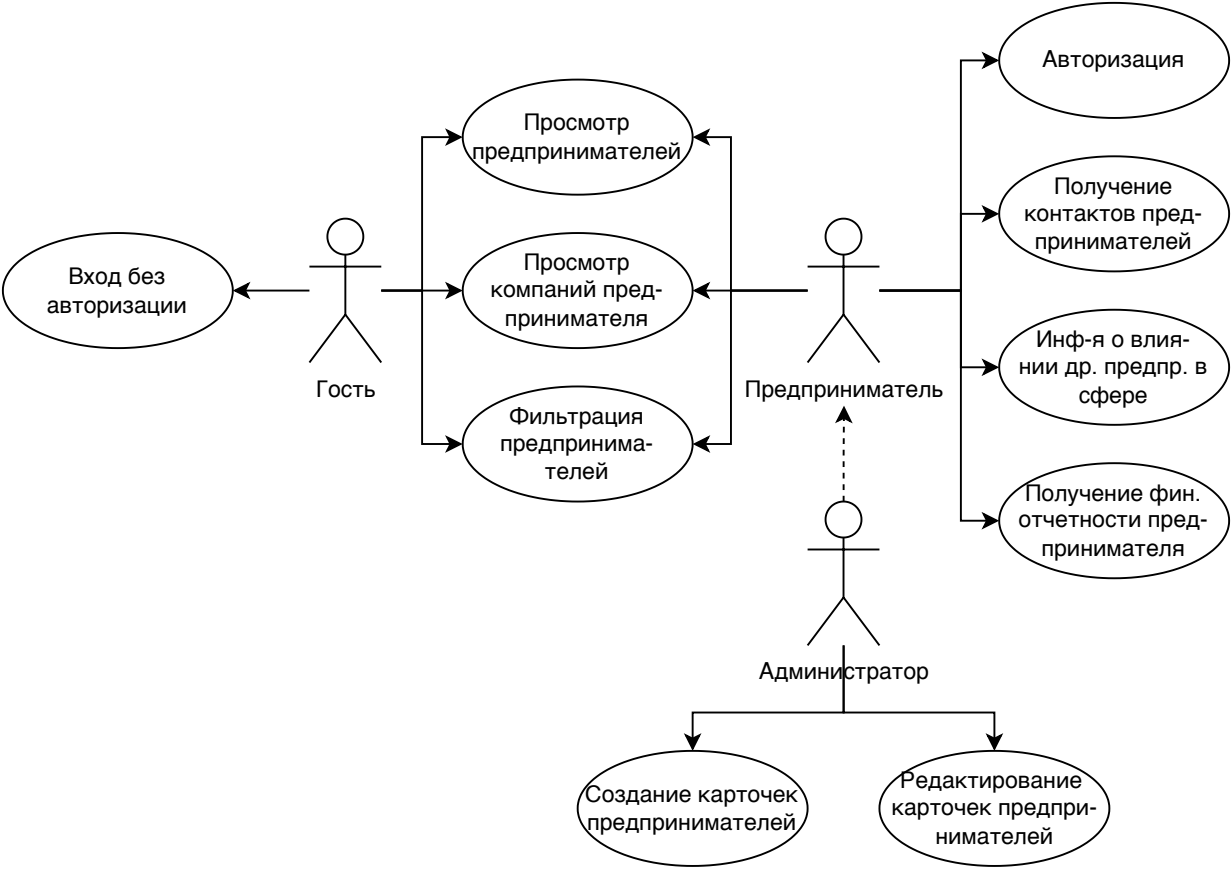 Авторизация
Просмотр
предпринимателей
Получение
контактов пред-
принимателей
Вход без
авторизации
Просмотр
компаний пред-
принимателя
Инф-я о влия-
нии др. предпр. в
сфере
Гость
Предприниматель
Фильтрация
предпринима-
телей
Получение фин.
отчетности пред-
принимателя
Администратор
Создание карточек
предпринимателей
Редактирование
карточек предпри-
нимателей